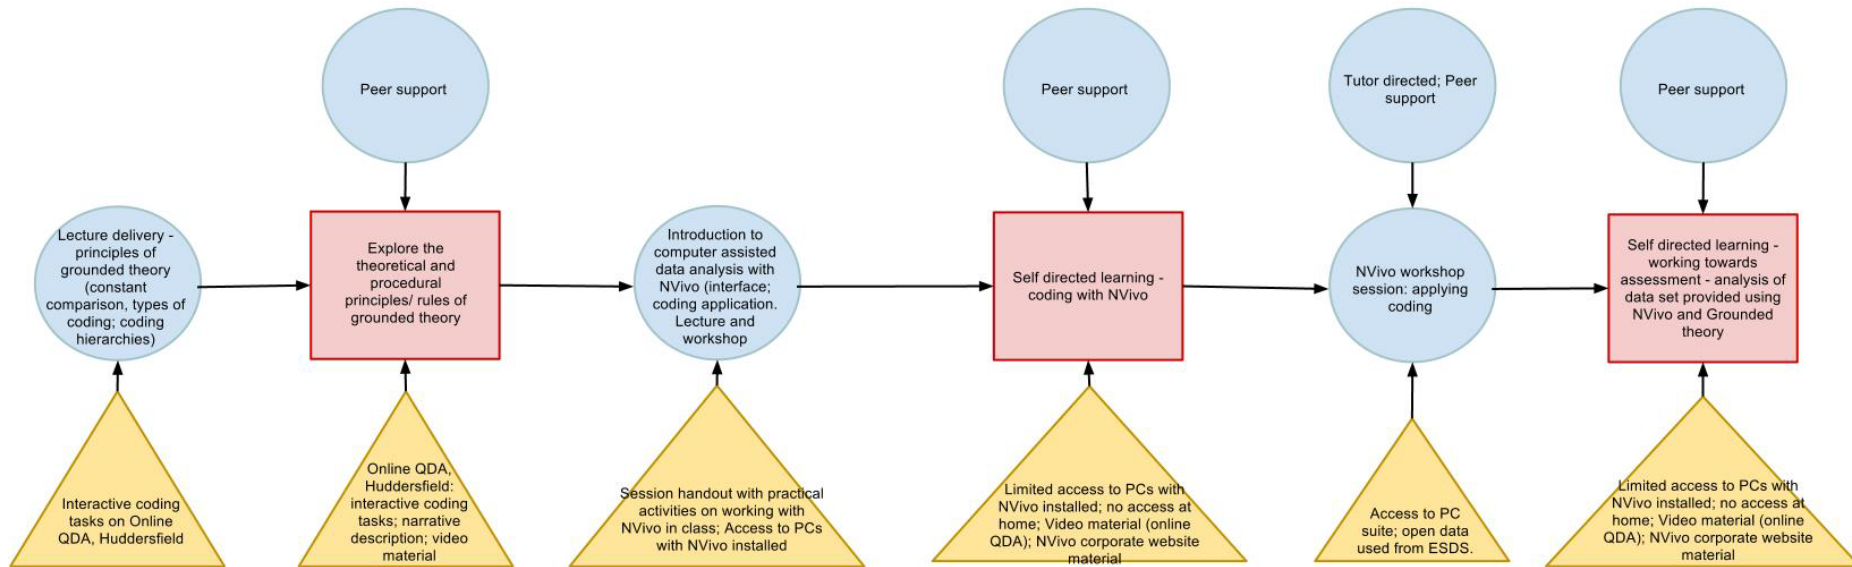 Peer support
Peer support
Tutor directed; Peer
support
Peer support
Lecture delivery -
principles of
grounded theory
(constant
comparison, types of
coding; coding
hierarchies)
Explore the
theoretical and
procedural
principles/ rules of
grounded theory
Introduction to
computer assisted
data analysis with
NVivo (interface;
coding application.
Lecture and
workshop
Self directed learning -
coding with NVivo
NVivo workshop
session: applying
coding
Self directed learning -
working towards
assessment - analysis of
data set provided using
NVivo and Grounded
theory
Interactive coding
tasks on Online
QDA, Huddersfield
Online QDA,
Huddersfield:
interactive coding
tasks; narrative
description; video
material
Session handout with practical
activities on working with
NVivo in class; Access to PCs
with NVivo installed
Limited access to PCs with
NVivo installed; no access at
home; Video material (online
QDA); NVivo corporate website
material
Access to PC
suite; open data
used from ESDS.
Limited access to PCs with
NVivo installed; no access at
home; Video material (online
QDA); NVivo corporate website
material